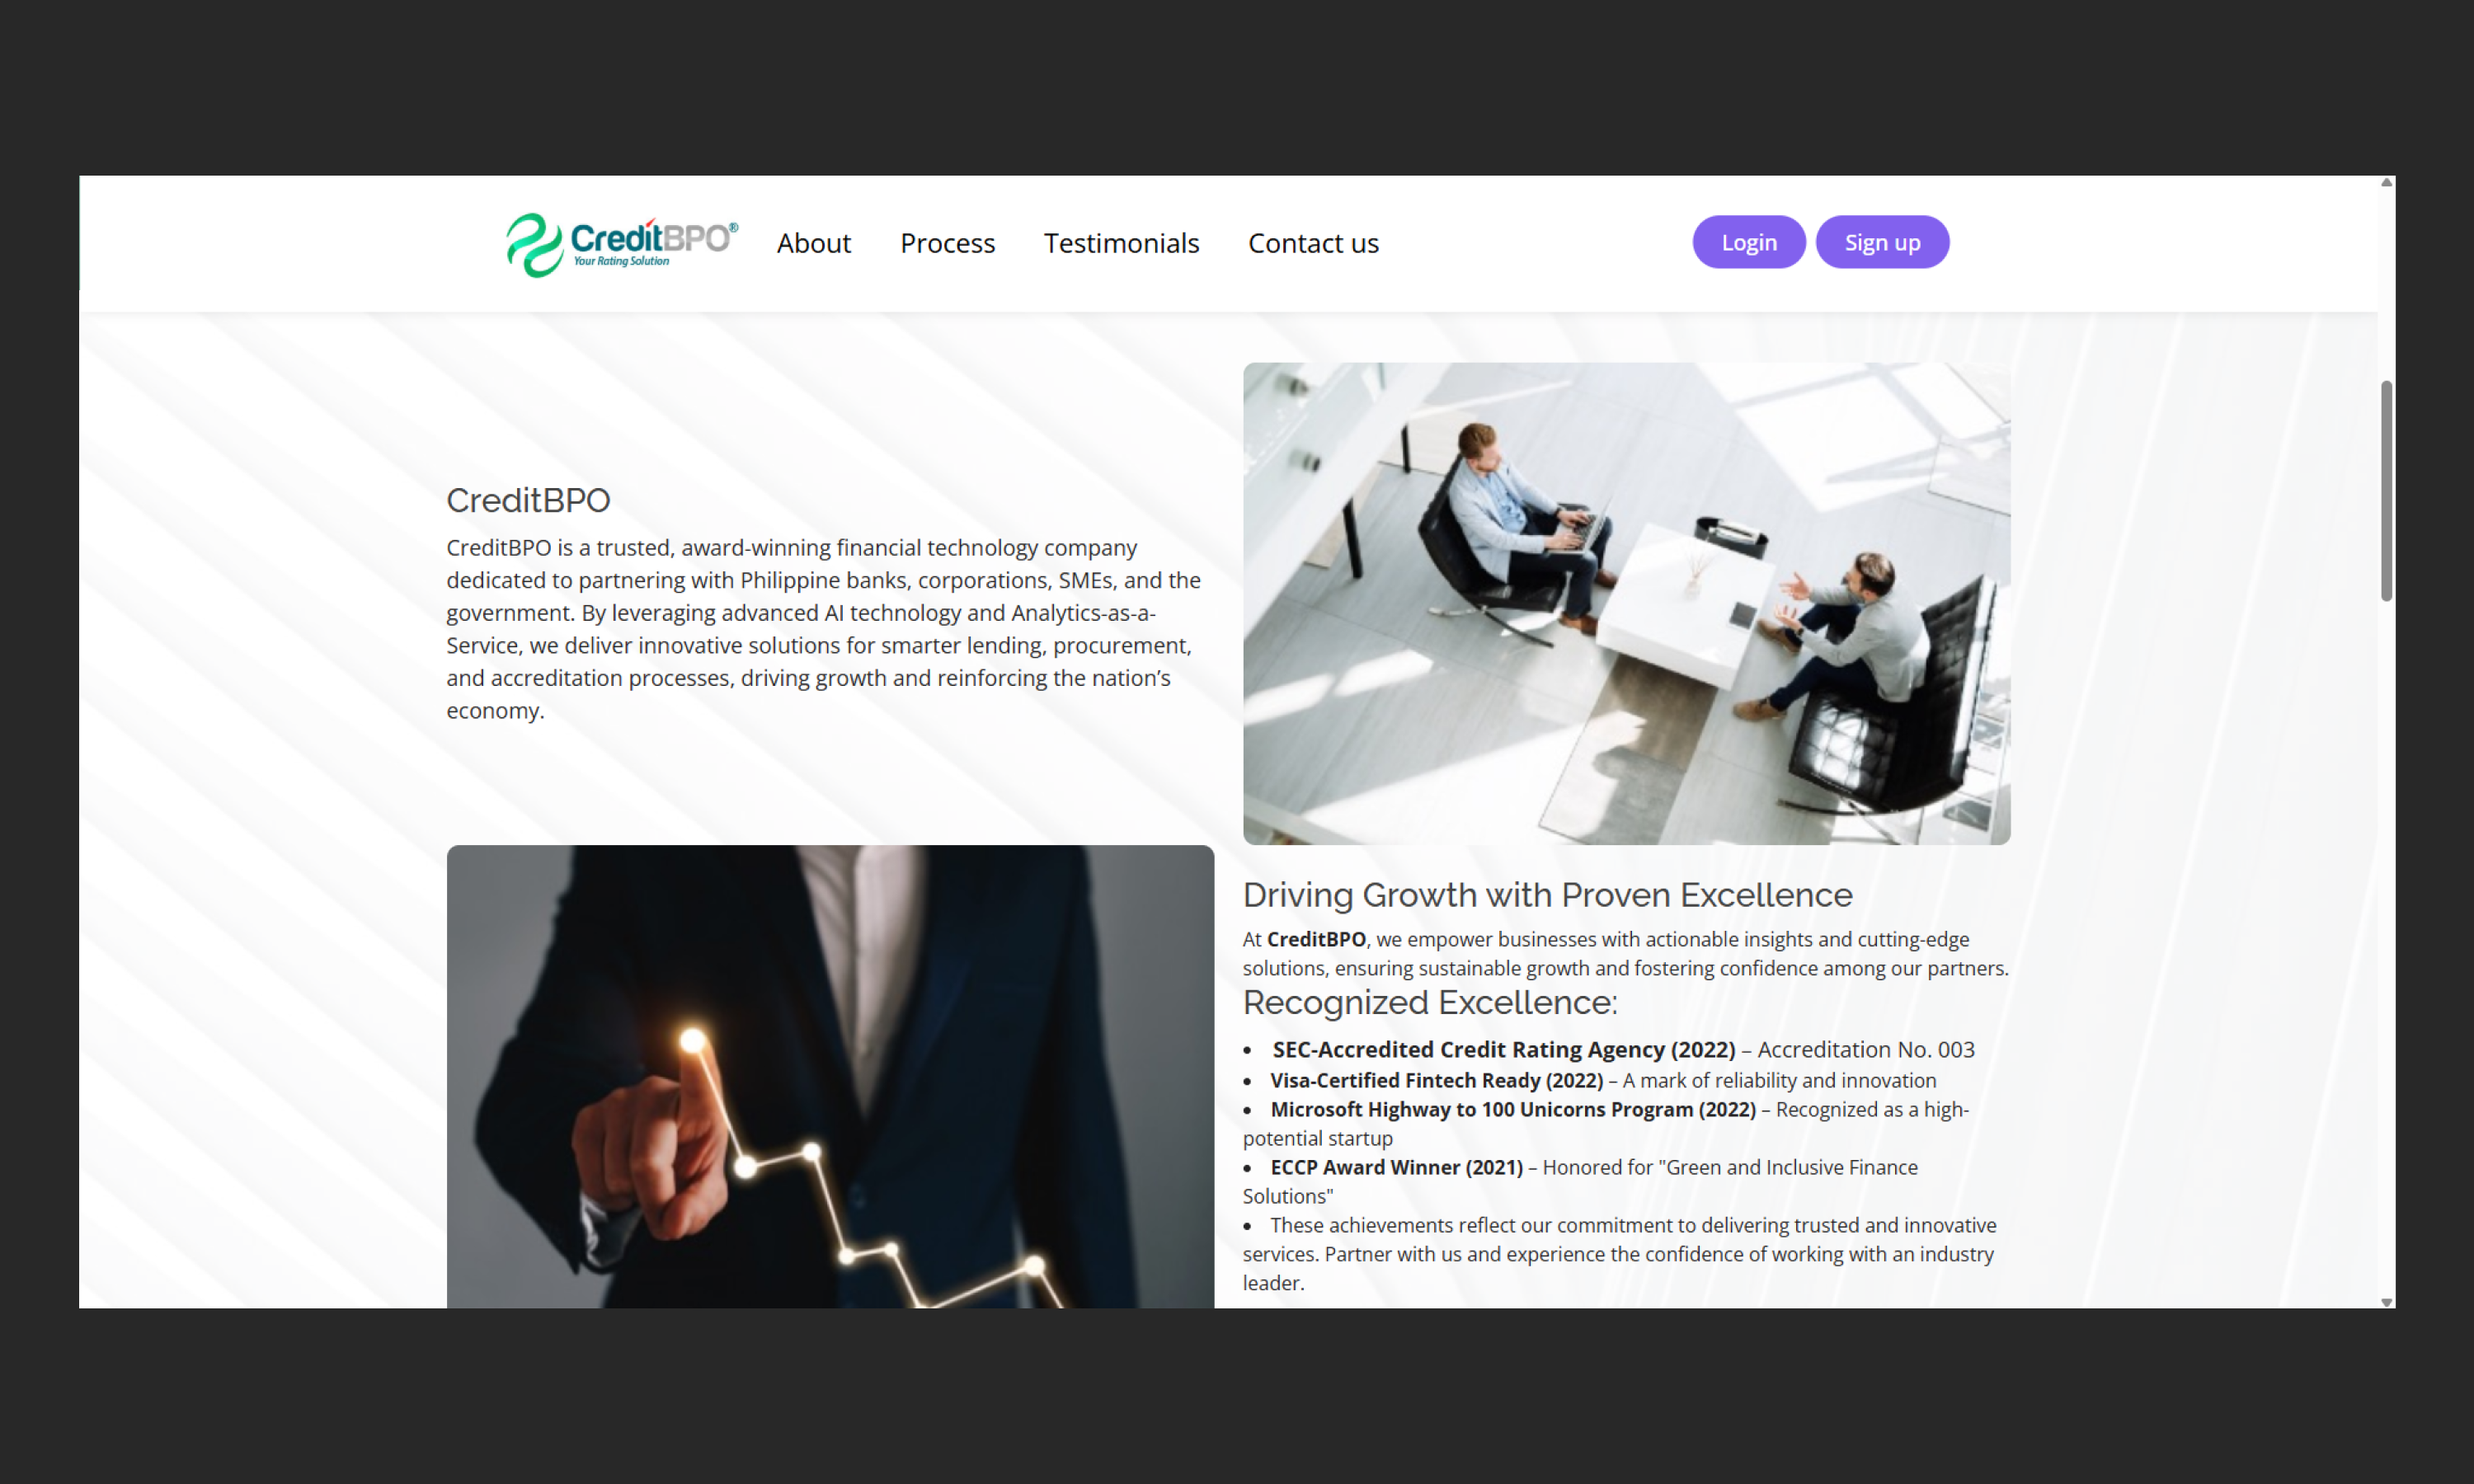 CreditBPO®
Your Rating Solution
About
Process
Testimonials
Contact us
Login
Sign up
CreditBPO
CreditBPO is a trusted, award-winning financial technology company
dedicated to partnering with Philippine banks, corporations, SMEs, and the
government. By leveraging advanced AI technology and Analytics-as-a-
Service, we deliver innovative solutions for smarter lending, procurement,
and accreditation processes, driving growth and reinforcing the nation’s
economy.
Driving Growth with Proven Excellence
At CreditBPO, we empower businesses with actionable insights and cutting-edge
solutions, ensuring sustainable growth and fostering confidence among our partners.
Recognized Excellence:
• SEC-Accredited Credit Rating Agency (2022) – Accreditation No. 003
• Visa-Certified Fintech Ready (2022) – A mark of reliability and innovation
• Microsoft Highway to 100 Unicorns Program (2022) – Recognized as a high-
potential startup
• ECCP Award Winner (2021) – Honored for "Green and Inclusive Finance
Solutions"
• These achievements reflect our commitment to delivering trusted and innovative
services. Partner with us and experience the confidence of working with an industry
leader.